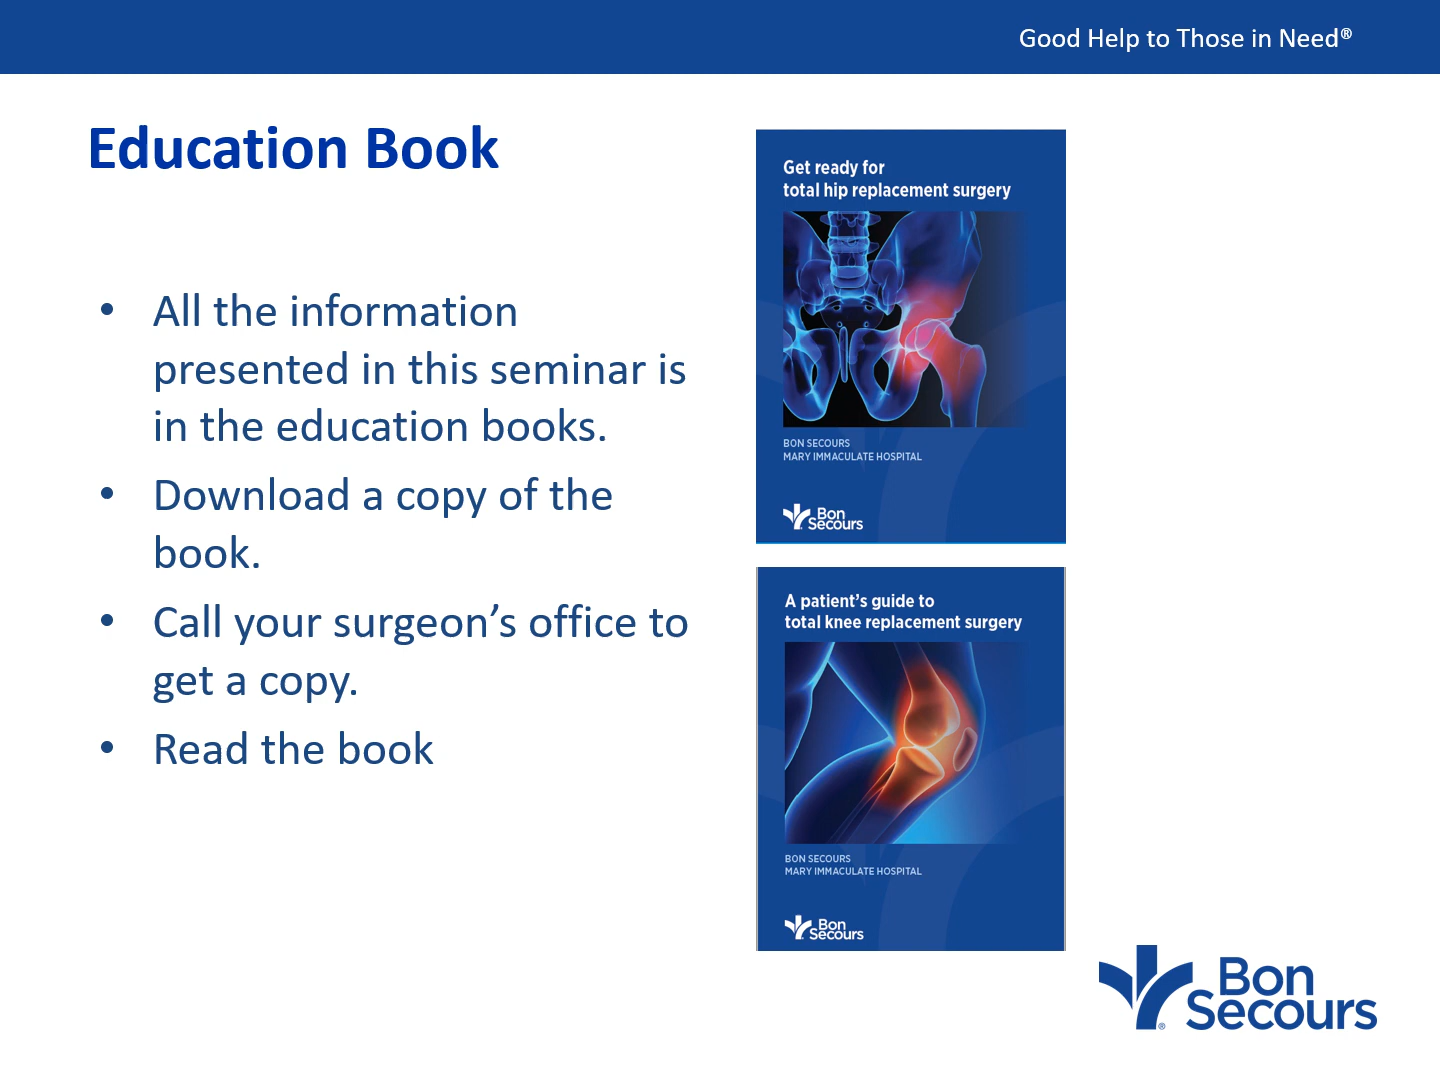 Good Help to Those in Need®
Education Book
• All the information
presented in this seminar is
in the education books.
• Download a copy of the
book.
• Call your surgeon’s office to
get a copy.
• Read the book
Get ready for
total hip replacement surgery
BON SECOURS
MARY IMMACULATE HOSPITAL
Bon
Secours
A patient’s guide to
total knee replacement surgery
BON SECOURS
MARY IMMACULATE HOSPITAL
Bon
Secours
Bon
Secours
®